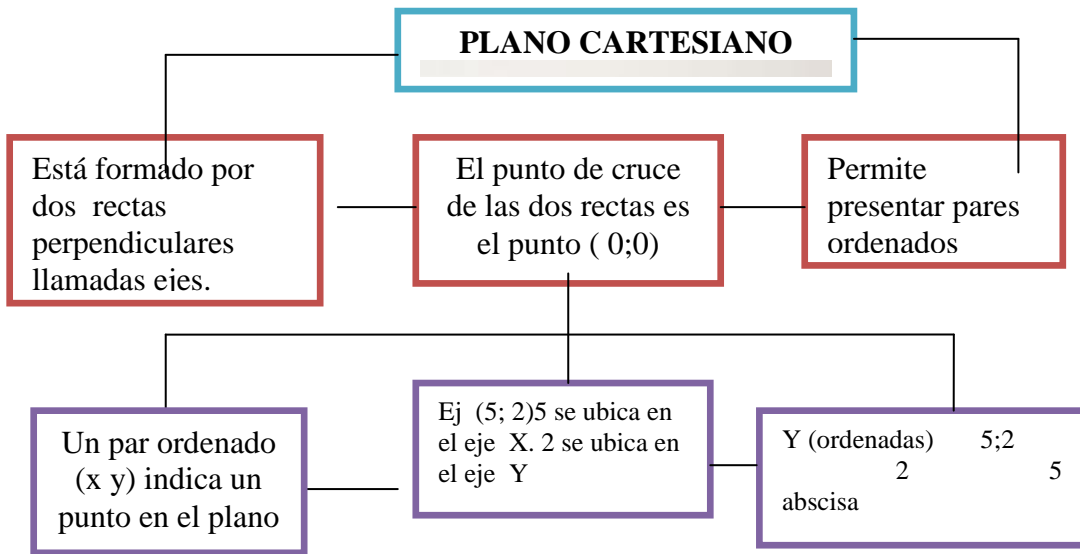 PLANO CARTESIANO
Está formado por
dos rectas
perpendiculares
llamadas ejes.
El punto de cruce
de las dos rectas es
el punto ( 0;0)
Permite
presentar pares
ordenados
Un par ordenado
(x y) indica un
punto en el plano
Ej (5; 2)5 se ubica en
el eje X. 2 se ubica en
el eje Y
Y (ordenadas) 5;2
2 5
abscisa